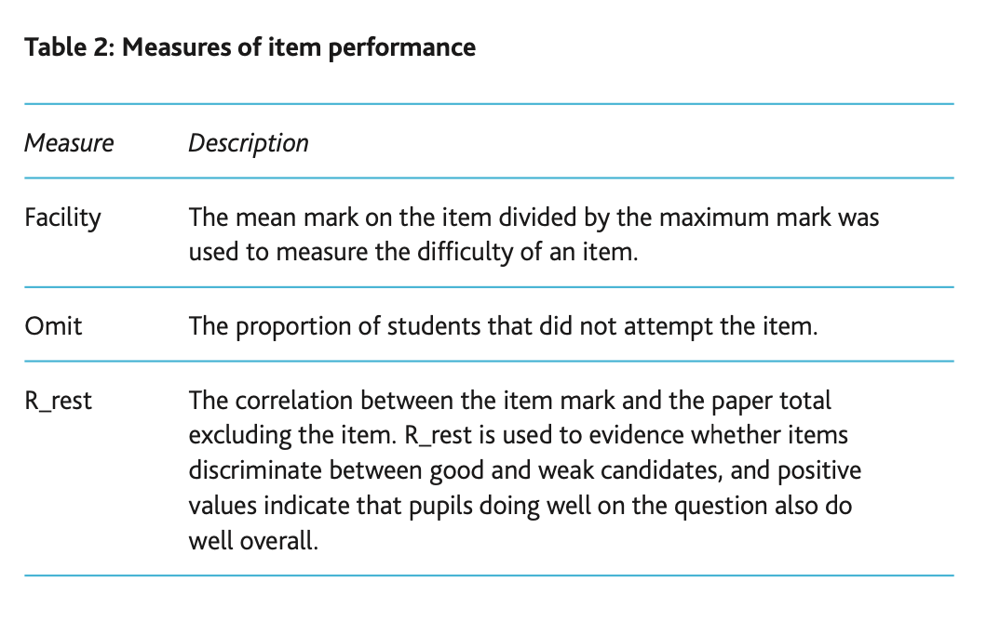 Table 2: Measures of item performance
Measure Description
Facility The mean mark on the item divided by the maximum mark was
used to measure the difficulty of an item.
Omit The proportion of students that did not attempt the item.
R_rest The correlation between the item mark and the paper total
excluding the item. R_rest is used to evidence whether items
discriminate between good and weak candidates, and positive
values indicate that pupils doing well on the question also do
well overall.